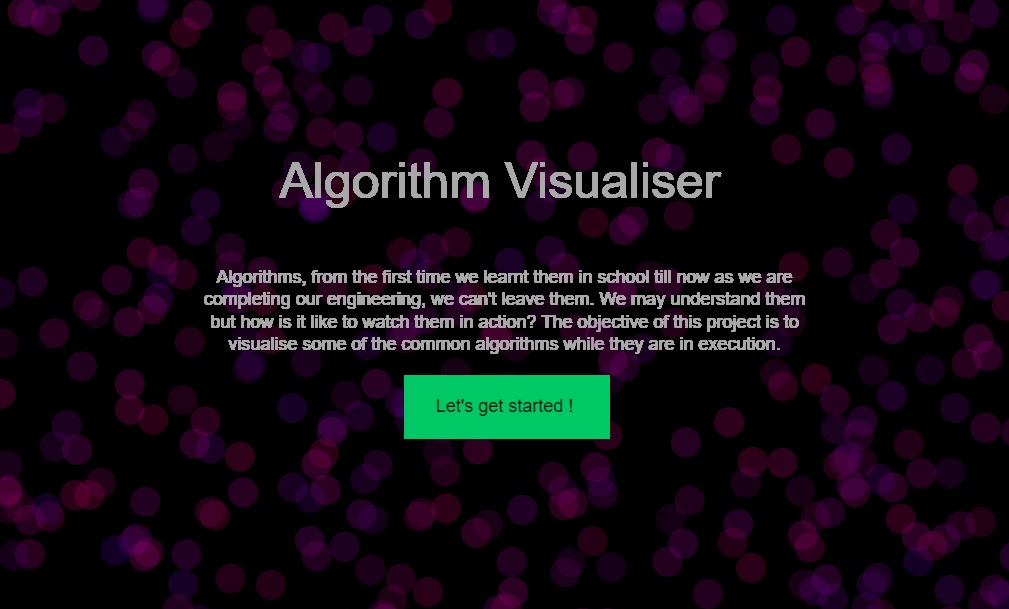 Algorithm Visualiser
Algorithms, from the first time we learnt them in school till now as we are
completing our engineering, we can't leave them. We may understand them
but how is it like to watch them in action? The objective of this project is to
visualise some of the common algorithms while they are in execution.
Let's get started !